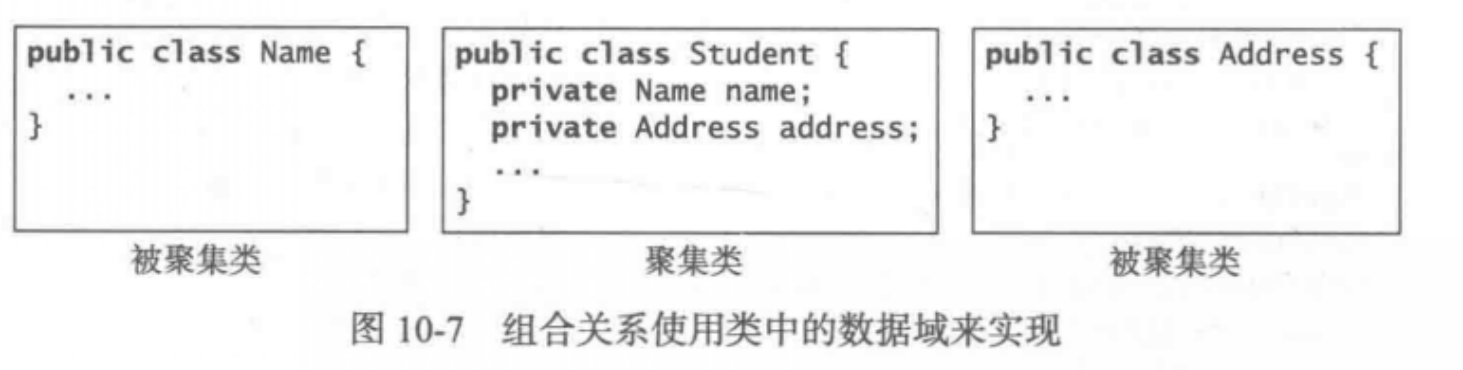 public class Name {
...
}
被聚集类
public class Student {
private Name name;
private Address address;
...
}
聚集类
public class Address {
...
}
被聚集类
图 10-7 组合关系使用类中的数据域来实现